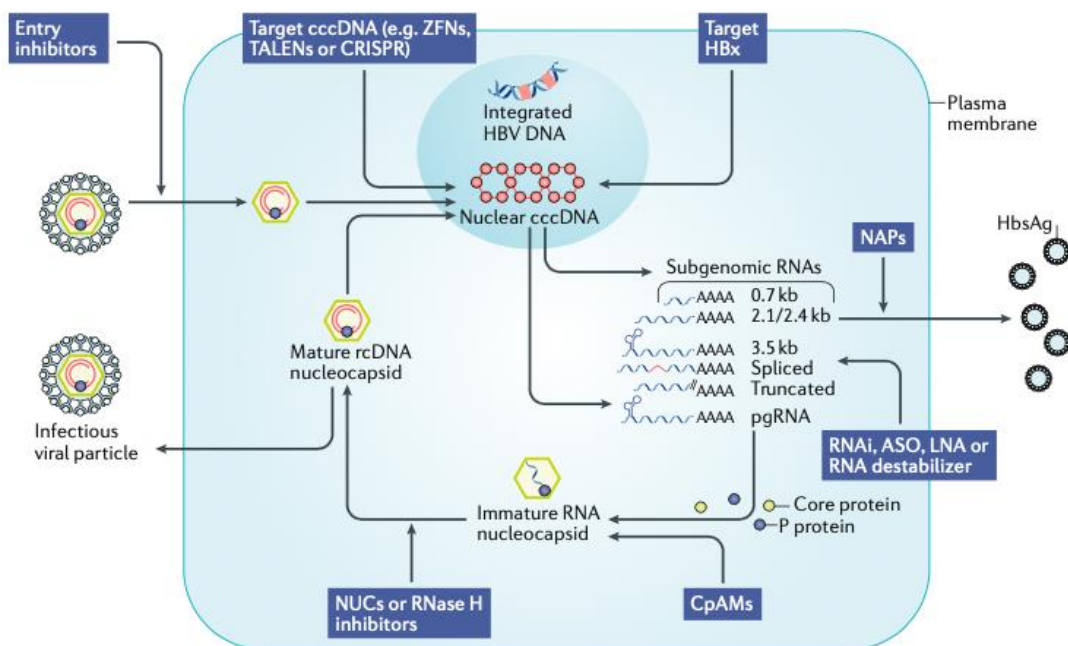 Entry
inhibitors
Target cccDNA (e.g. ZFNs,
TALENs or CRISPR)
Target
HBx
Integrated
HBV DNA
Plasma
membrane
Nuclear cccDNA
NAPs
HbsAg
Subgenomic RNAs
AAAA 0.7 kb
AAAA 2.1/2.4 kb
AAAA 3.5 kb
AAAA Spliced
AAAA Truncated
AAAA pgRNA
Mature rcDNA
nucleocapsid
Infectious
viral particle
RNAi, ASO, LNA or
RNA destabilizer
Immature RNA
nucleocapsid
Core protein
P protein
NUCs or RNase H
inhibitors
CpAMs